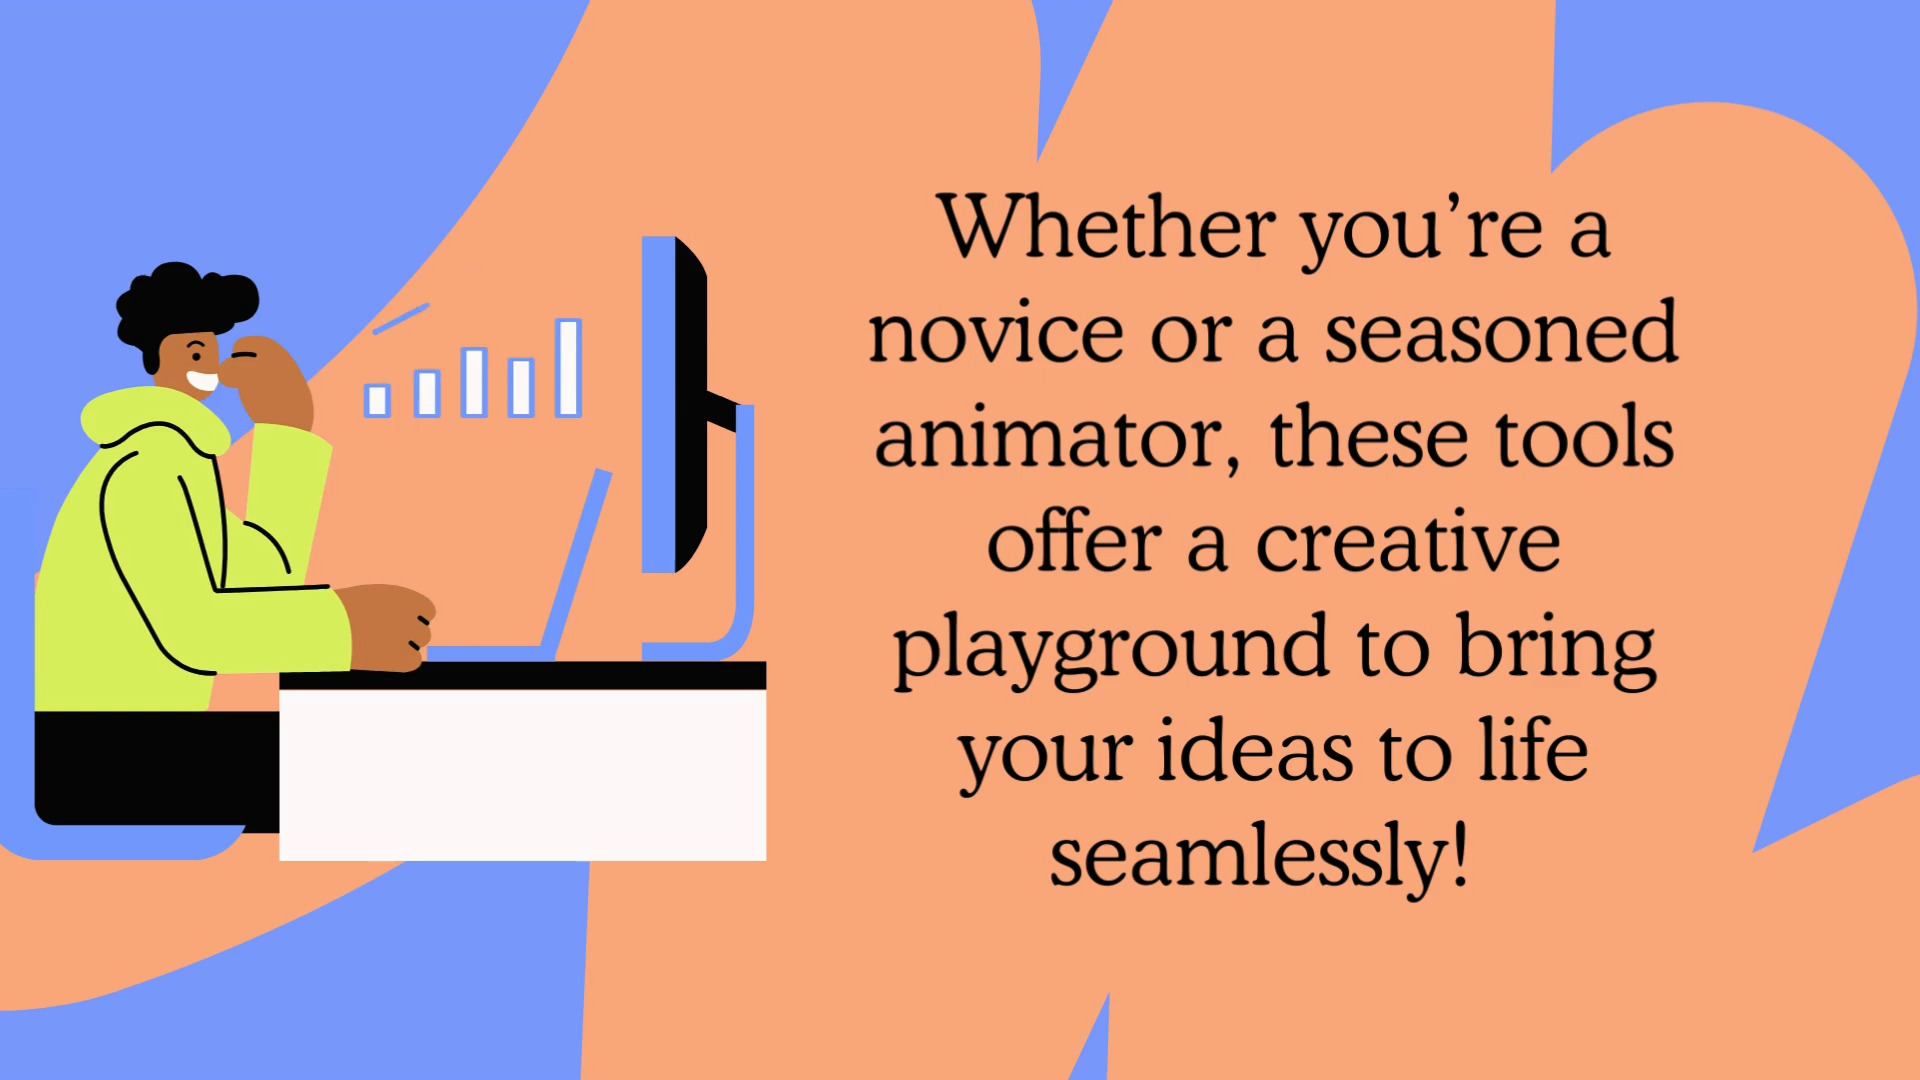 Whether you’re a
novice or a seasoned
animator, these tools
offer a creative
playground to bring
your ideas to life
seamlessly!